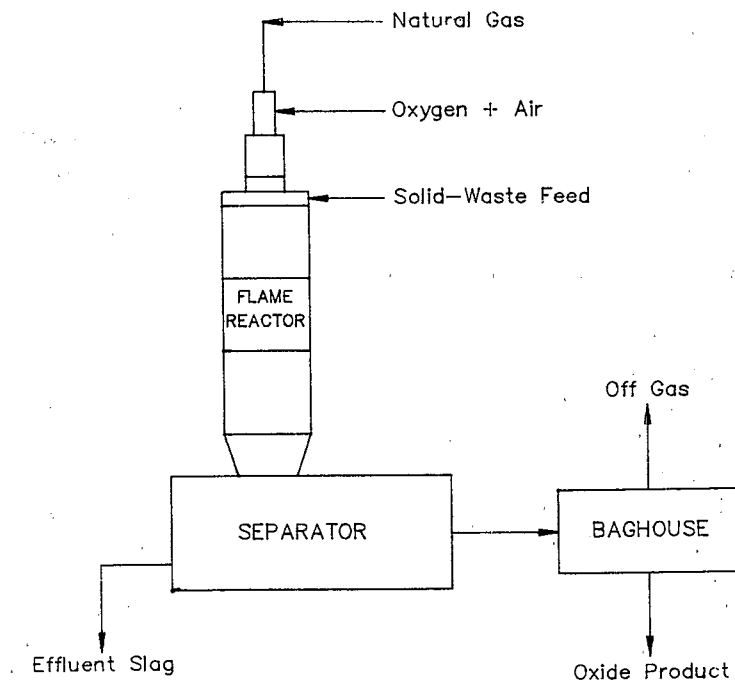 Natural Gas
Oxygen + Air
Solid-Waste Feed
FLAME
REACTOR
Off Gas
SEPARATOR
BAGHOUSE
Effluent Slag
Oxide Product